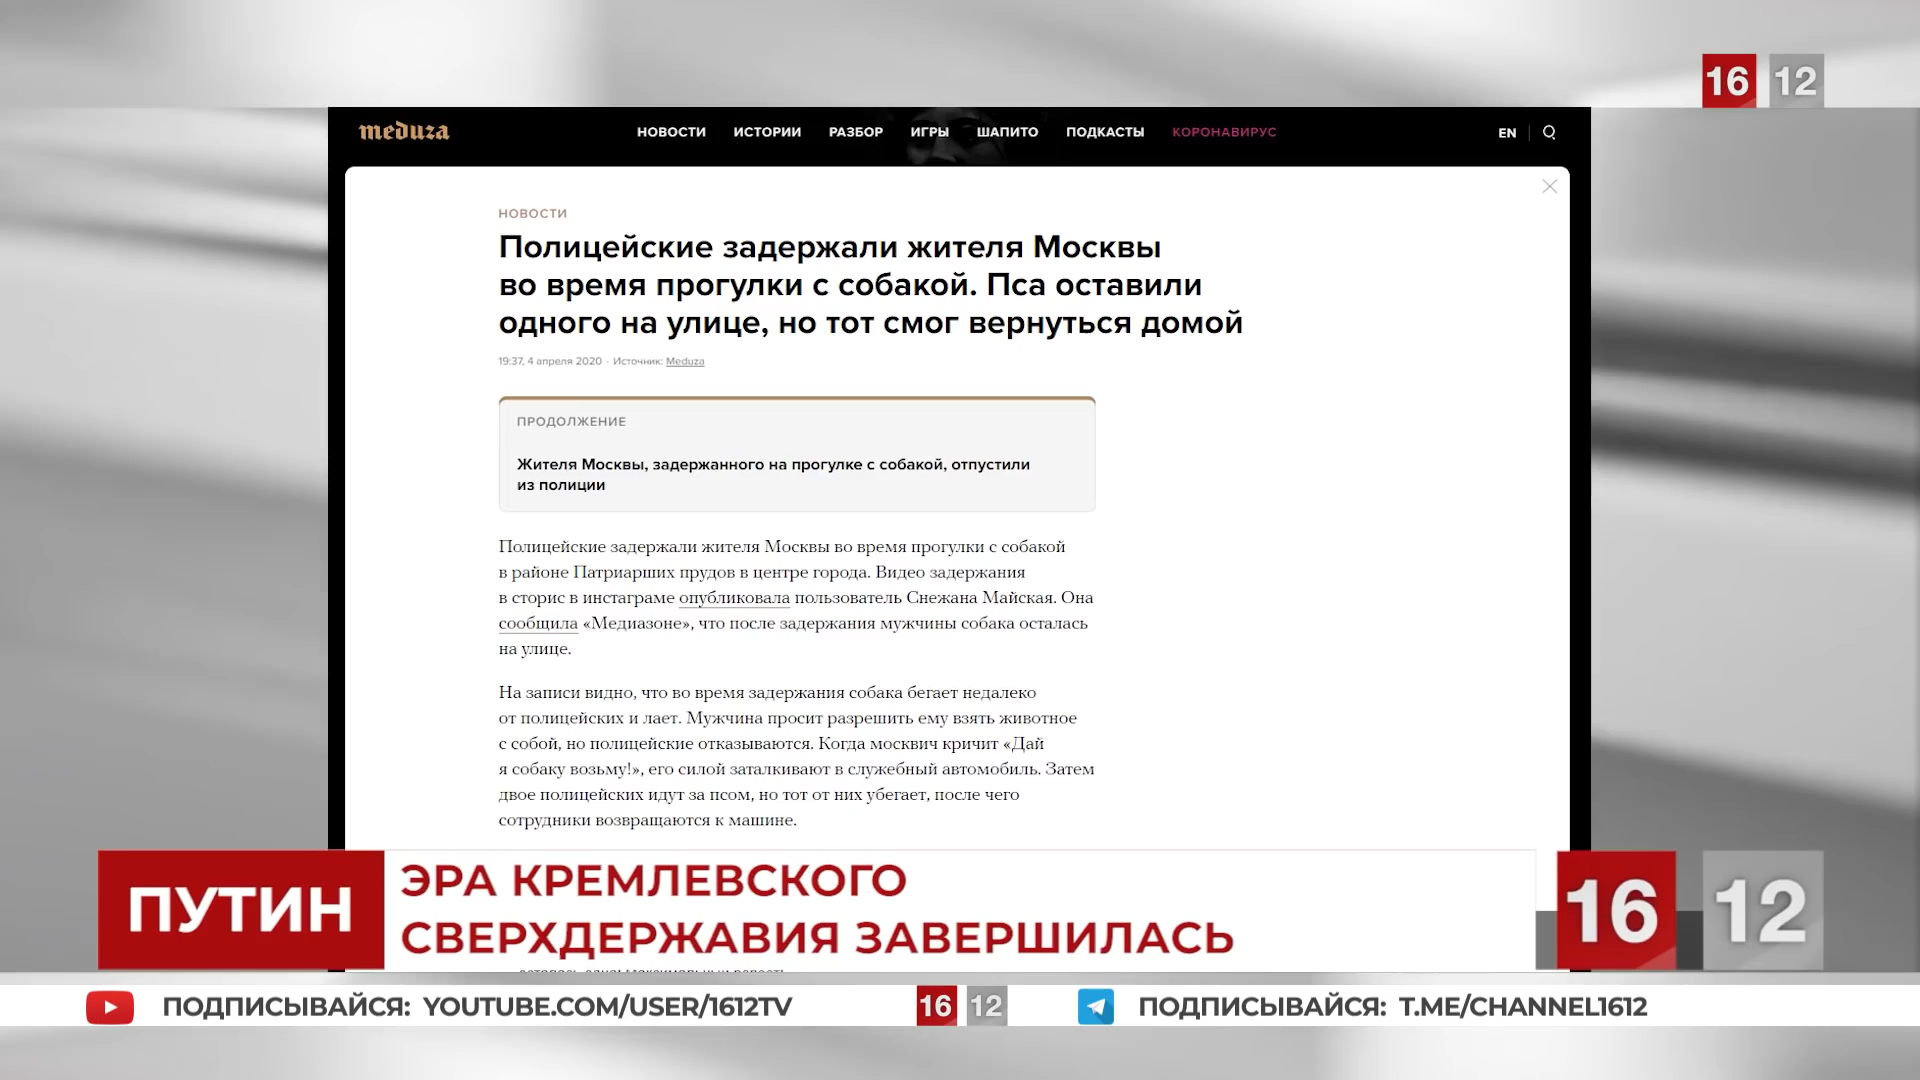 16 12
meduza
НОВОСТИ ИСТОРИИ РАЗБОР ИГРЫ ШАПИТО ПОДКАСТЫ КОРОНАВИРУС EN
НОВОСТИ
Полицейские задержали жителя Москвы
во время прогулки с собакой. Пса оставили
одного на улице, но тот смог вернуться домой
19:37, 4 апреля 2020 · Источник: Meduza
ПРОДОЛЖЕНИЕ
Жителя Москвы, задержанного на прогулке с собакой, отпустили
из полиции
Полицейские задержали жителя Москвы во время прогулки с собакой
в районе Патриарших прудов в центре города. Видео задержания
в сторис в инстаграме опубликовала пользователь Снежана Майская. Она
сообщила «Медиазоне», что после задержания мужчины собака осталась
на улице.
На записи видно, что во время задержания собака бегает недалеко
от полицейских и лает. Мужчина просит разрешить ему взять животное
с собой, но полицейские отказываются. Когда москвич кричит «Дай
я собаку возьму!», его силой заталкивают в служебный автомобиль. Затем
двое полицейских идут за псом, но тот от них убегает, после чего
сотрудники возвращаются к машине.
ПУТИН
ЭРА КРЕМЛЕВСКОГО
СВЕРХДЕРЖАВИЯ ЗАВЕРШИЛАСЬ
16 12
ПОДПИСЫВАЙСЯ: YOUTUBE.COM/USER/1612TV 16 12 ПОДПИСЫВАЙСЯ: T.ME/CHANNEL1612